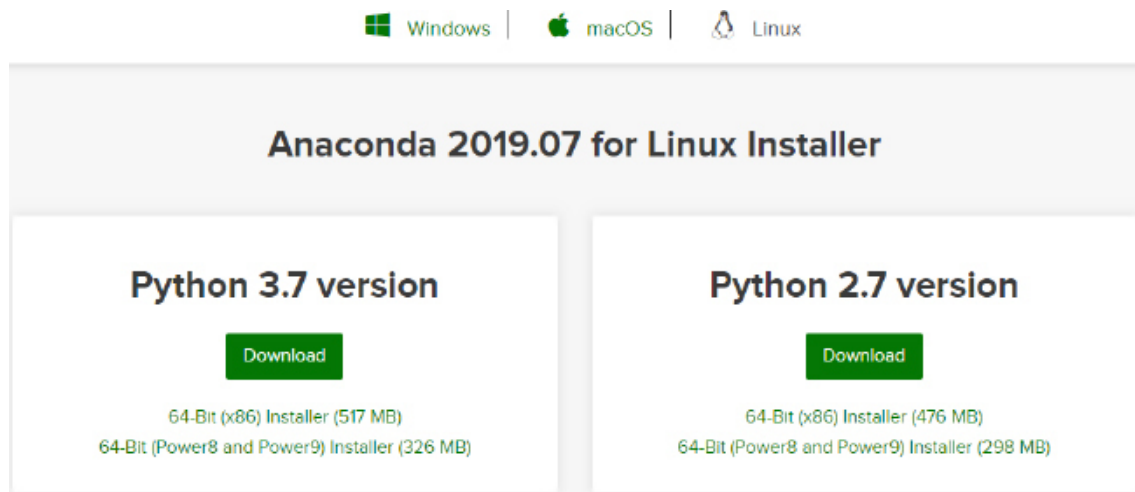 Windows | macOS | Linux
Anaconda 2019.07 for Linux Installer
Python 3.7 version
Download
64-Bit (x86) Installer (517 MB)
64-Bit (Power8 and Power9) Installer (326 MB)
Python 2.7 version
Download
64-Bit (x86) Installer (476 MB)
64-Bit (Power8 and Power9) Installer (298 MB)